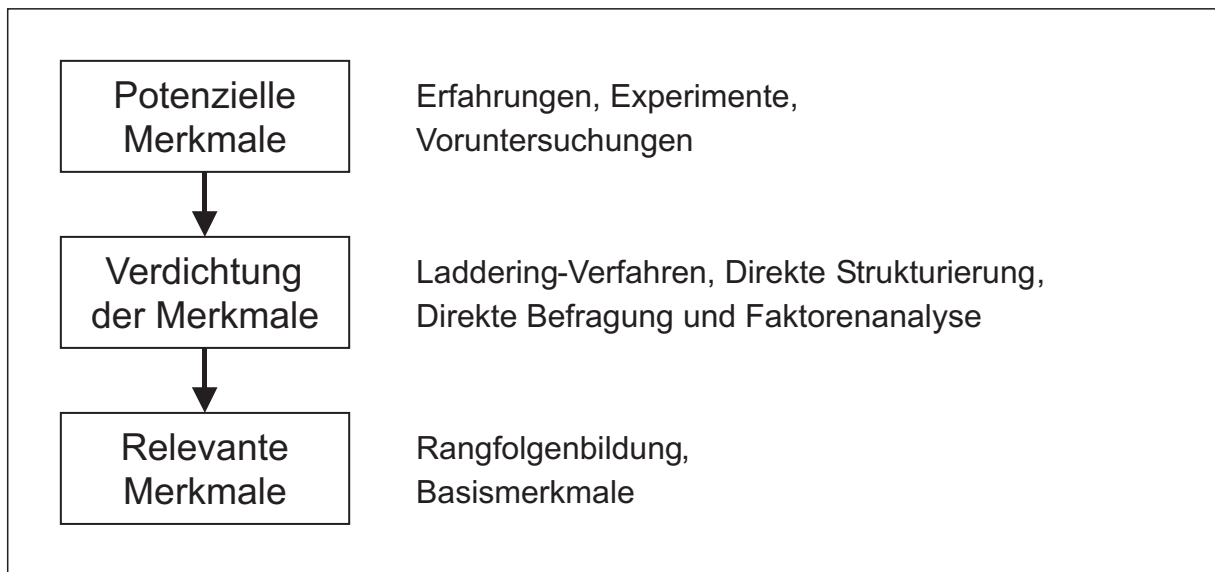 Potenzielle
Merkmale
Erfahrungen, Experimente,
Voruntersuchungen
Verdichtung
der Merkmale
Laddering-Verfahren, Direkte Strukturierung,
Direkte Befragung und Faktorenanalyse
Relevante
Merkmale
Rangfolgenbildung,
Basismerkmale